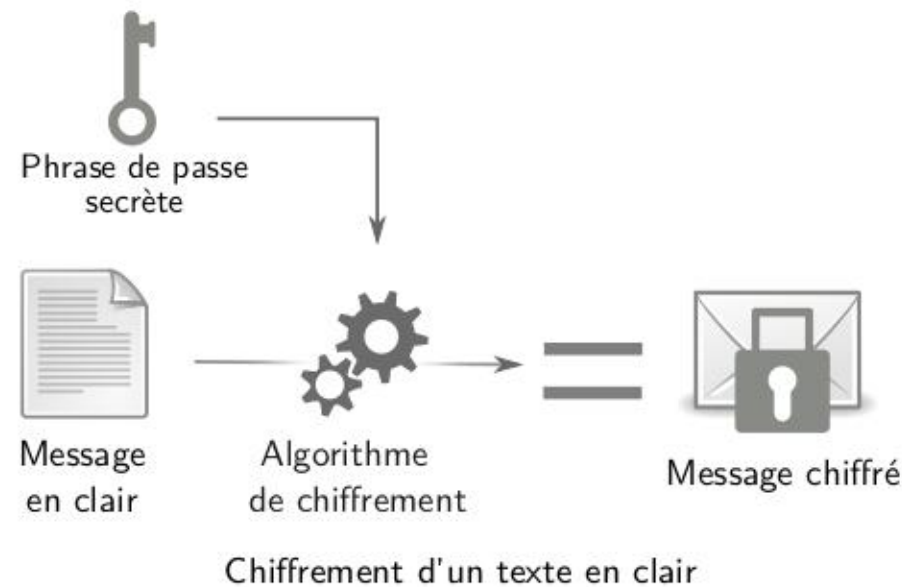 Phrase de passe
secrète
Message
en clair
Algorithme
de chiffrement
Message chiffré
Chiffrement d'un texte en clair